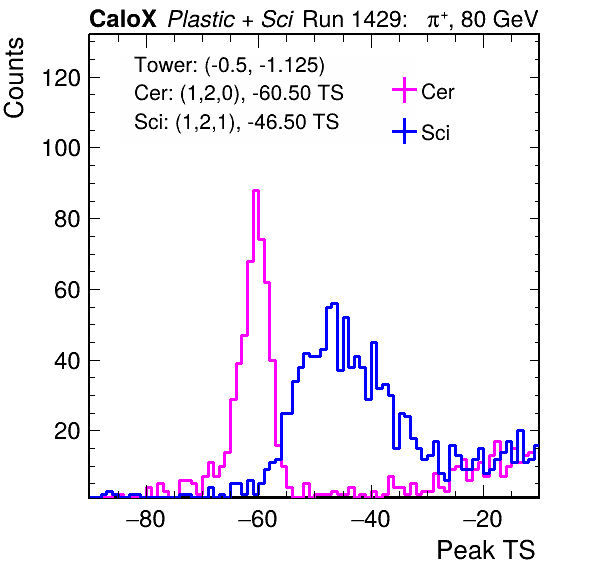 CaloX Plastic + Sci Run 1429: π⁺, 80 GeV
Tower: (-0.5, -1.125)
Cer: (1,2,0), -60.50 TS
Sci: (1,2,1), -46.50 TS
Cer
Sci
Counts
120
100
80
60
40
20
−80 −60 −40 −20
Peak TS